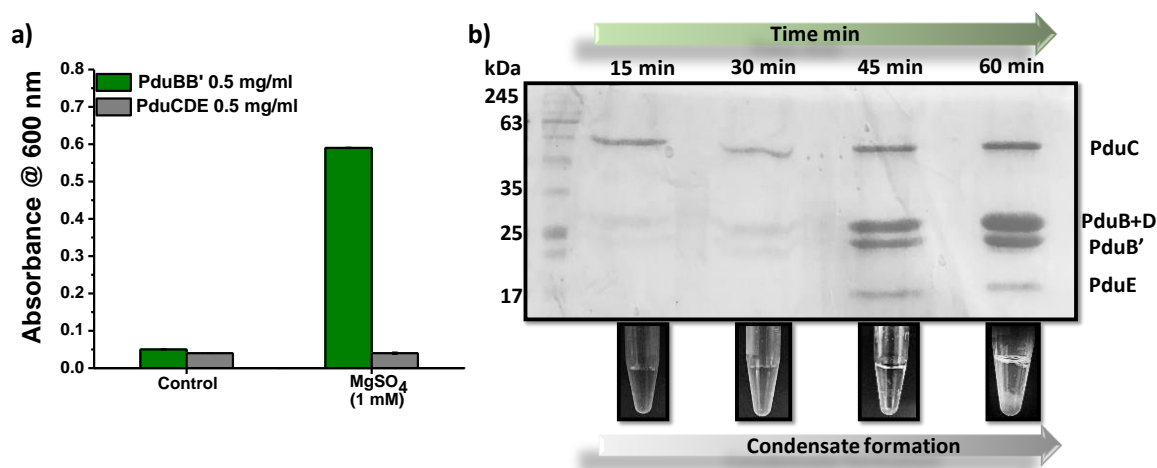 a)
Absorbance @ 600 nm
0.8
0.7
0.6
0.5
0.4
0.3
0.2
0.1
0.0
PduBB' 0.5 mg/ml
PduCDE 0.5 mg/ml
Control
MgSO4
(1 mM)
b)
Time min
kDa
15 min
30 min
45 min
60 min
245
63
35
25
17
PduC
PduB+D
PduB’
PduE
Condensate formation